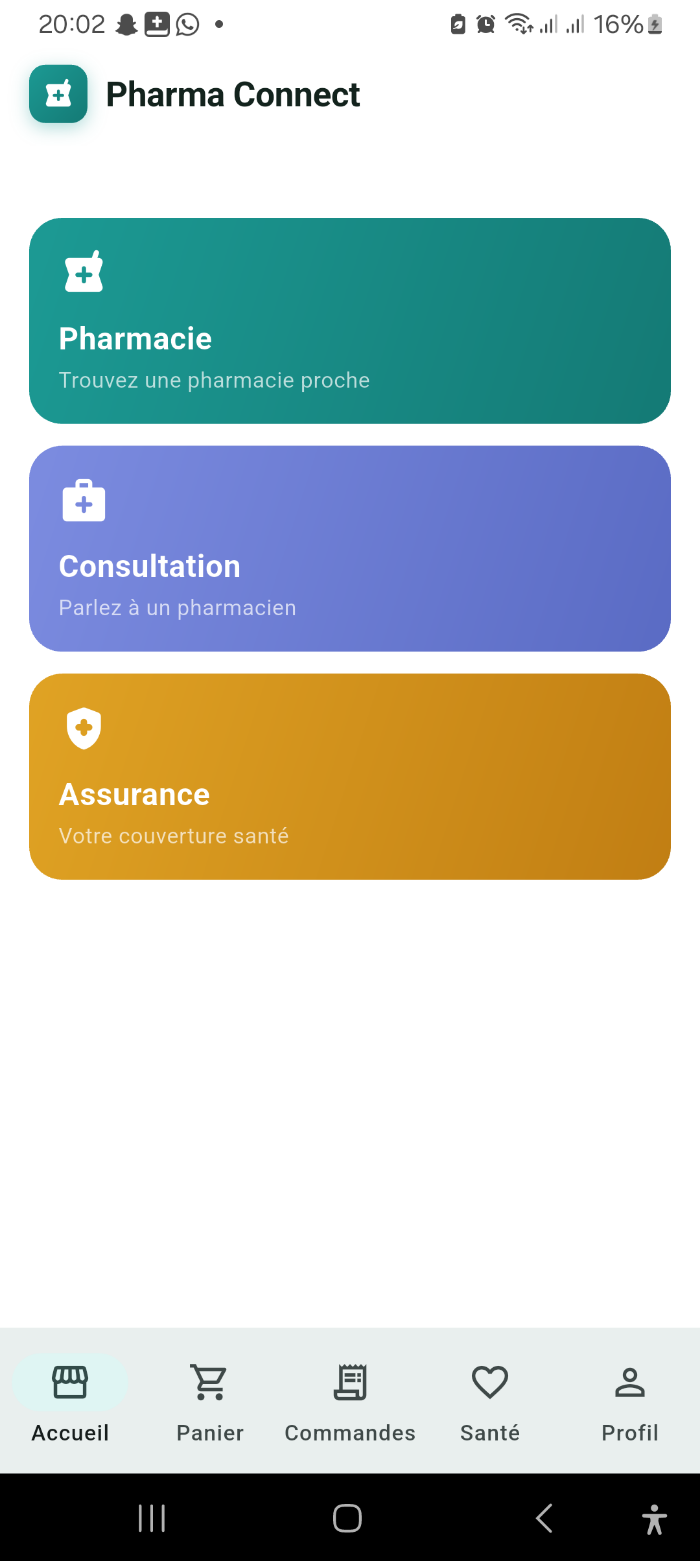 20:02
16%
Pharma Connect
Pharmacie
Trouvez une pharmacie proche
Consultation
Parlez à un pharmacien
Assurance
Votre couverture santé
Accueil
Panier
Commandes
Santé
Profil